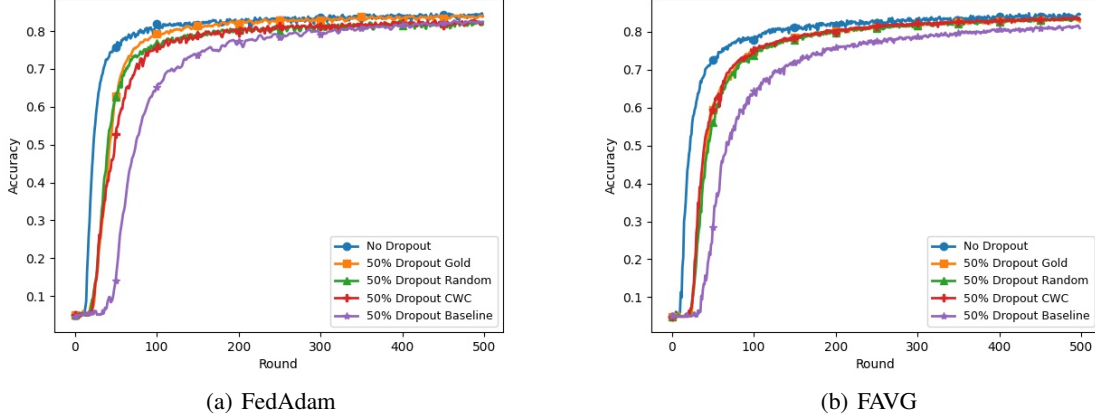 0.8
0.7
0.6
0.5
0.4
0.3
0.2
0.1
Accuracy
0 100 200 300 400 500
Round
No Dropout
50% Dropout Gold
50% Dropout Random
50% Dropout CWC
50% Dropout Baseline
(a) FedAdam
0.8
0.7
0.6
0.5
0.4
0.3
0.2
0.1
Accuracy
0 100 200 300 400 500
Round
No Dropout
50% Dropout Gold
50% Dropout Random
50% Dropout CWC
50% Dropout Baseline
(b) FAVG